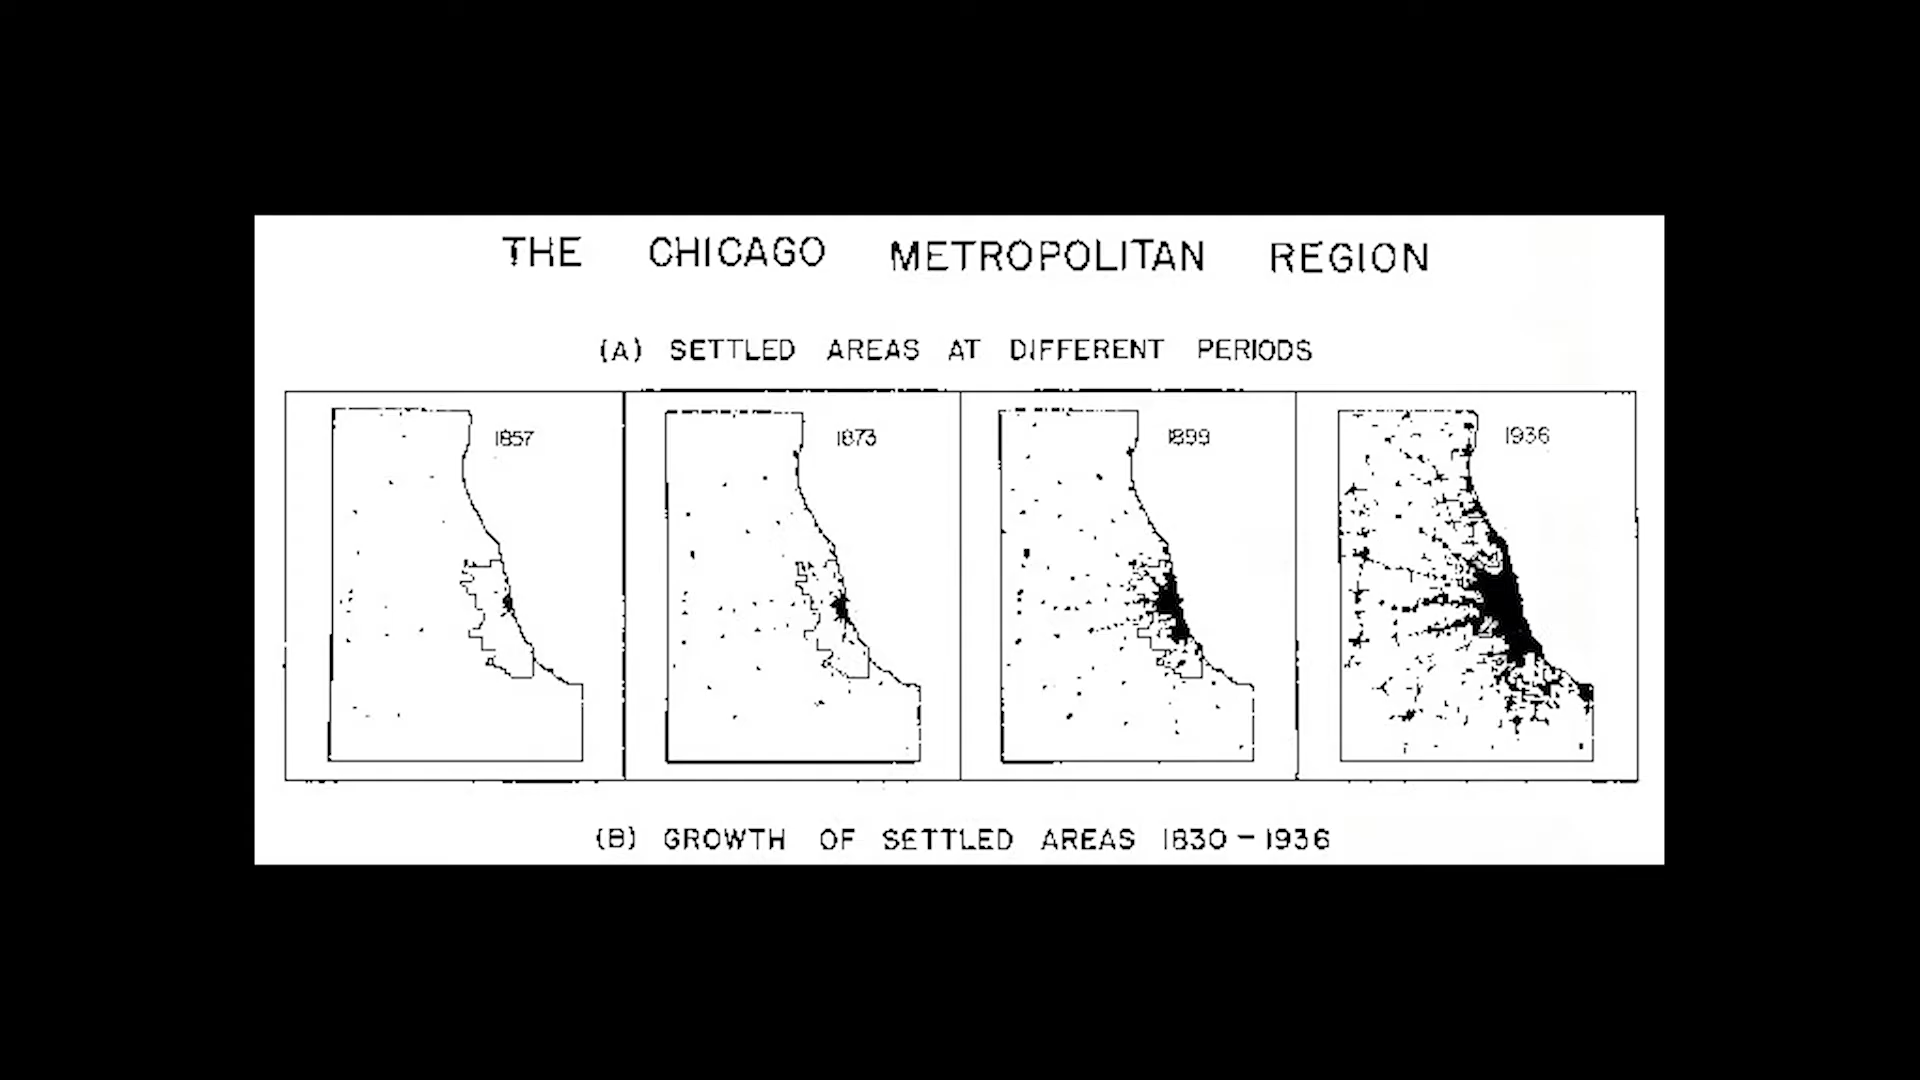 THE CHICAGO METROPOLITAN REGION
(A) SETTLED AREAS AT DIFFERENT PERIODS
1857 1873 1899 1936
(B) GROWTH OF SETTLED AREAS 1830 - 1936